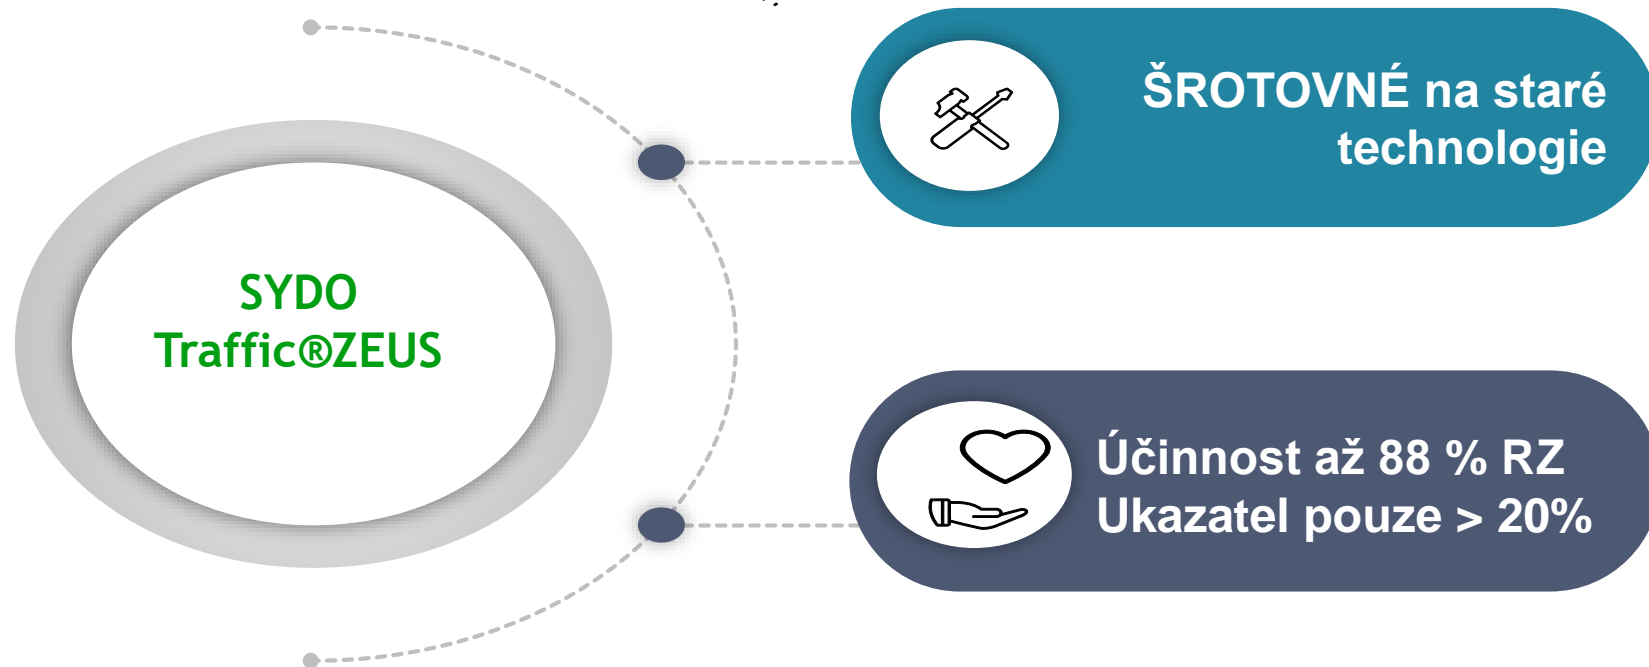 SYDO
Traffic®ZEUS
ŠROTOVNÉ na staré
technologie
Účinnost až 88 % RZ
Ukazatel pouze > 20%